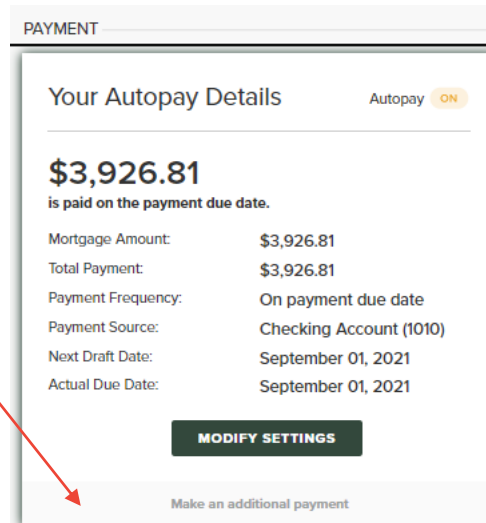 PAYMENT
Your Autopay Details Autopay ON
$3,926.81
is paid on the payment due date.
Mortgage Amount: $3,926.81
Total Payment: $3,926.81
Payment Frequency: On payment due date
Payment Source: Checking Account (1010)
Next Draft Date: September 01, 2021
Actual Due Date: September 01, 2021
MODIFY SETTINGS
Make an additional payment